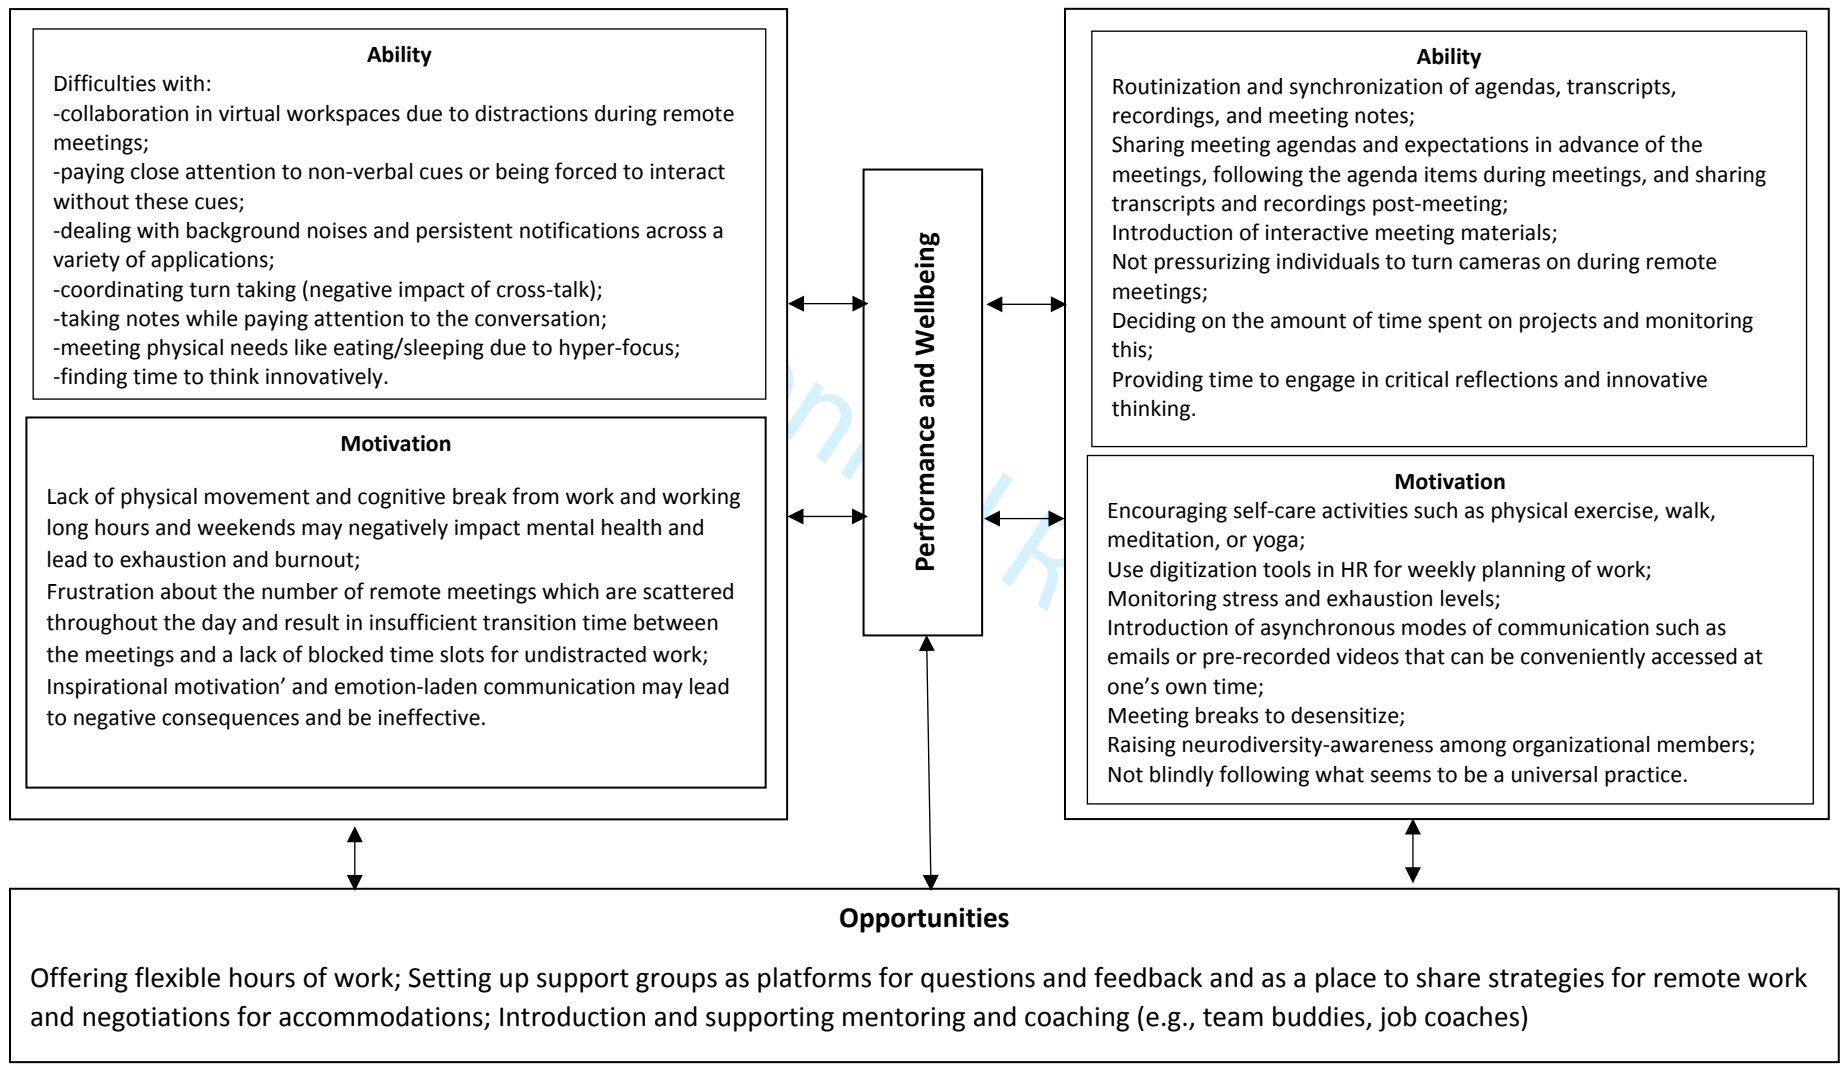 Ability
Difficulties with:
-collaboration in virtual workspaces due to distractions during remote
meetings;
-paying close attention to non-verbal cues or being forced to interact
without these cues;
-dealing with background noises and persistent notifications across a
variety of applications;
-coordinating turn taking (negative impact of cross-talk);
-taking notes while paying attention to the conversation;
-meeting physical needs like eating/sleeping due to hyper-focus;
-finding time to think innovatively.
Motivation
Lack of physical movement and cognitive break from work and working
long hours and weekends may negatively impact mental health and
lead to exhaustion and burnout;
Frustration about the number of remote meetings which are scattered
throughout the day and result in insufficient transition time between
the meetings and a lack of blocked time slots for undistracted work;
Inspirational motivation’ and emotion-laden communication may lead
to negative consequences and be ineffective.
Performance and Wellbeing
Ability
Routinization and synchronization of agendas, transcripts,
recordings, and meeting notes;
Sharing meeting agendas and expectations in advance of the
meetings, following the agenda items during meetings, and sharing
transcripts and recordings post-meeting;
Introduction of interactive meeting materials;
Not pressurizing individuals to turn cameras on during remote
meetings;
Deciding on the amount of time spent on projects and monitoring
this;
Providing time to engage in critical reflections and innovative
thinking.
Motivation
Encouraging self-care activities such as physical exercise, walk,
meditation, or yoga;
Use digitization tools in HR for weekly planning of work;
Monitoring stress and exhaustion levels;
Introduction of asynchronous modes of communication such as
emails or pre-recorded videos that can be conveniently accessed at
one’s own time;
Meeting breaks to desensitize;
Raising neurodiversity-awareness among organizational members;
Not blindly following what seems to be a universal practice.
Opportunities
Offering flexible hours of work; Setting up support groups as platforms for questions and feedback and as a place to share strategies for remote work
and negotiations for accommodations; Introduction and supporting mentoring and coaching (e.g., team buddies, job coaches)